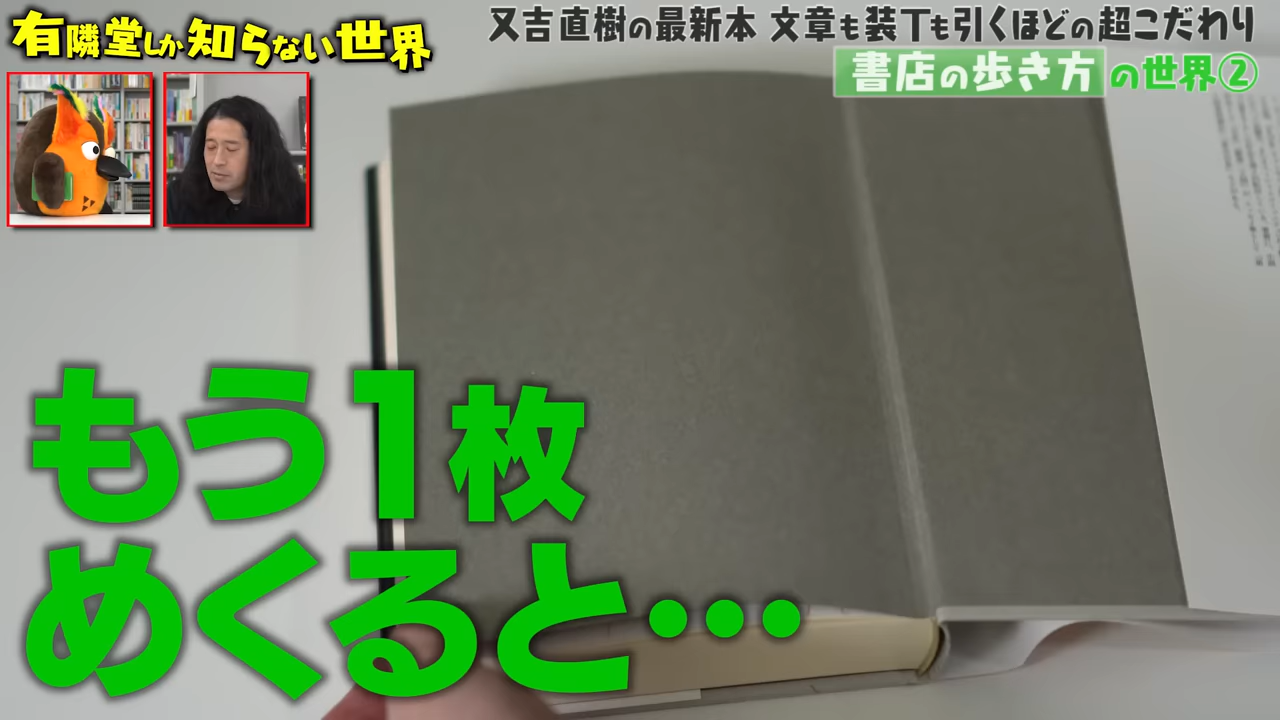 有隣堂しか知らない世界
又吉直樹の最新本 文章も装丁も引くほどの超こだわり
書店の歩き方の世界②
もう1枚
めくると…